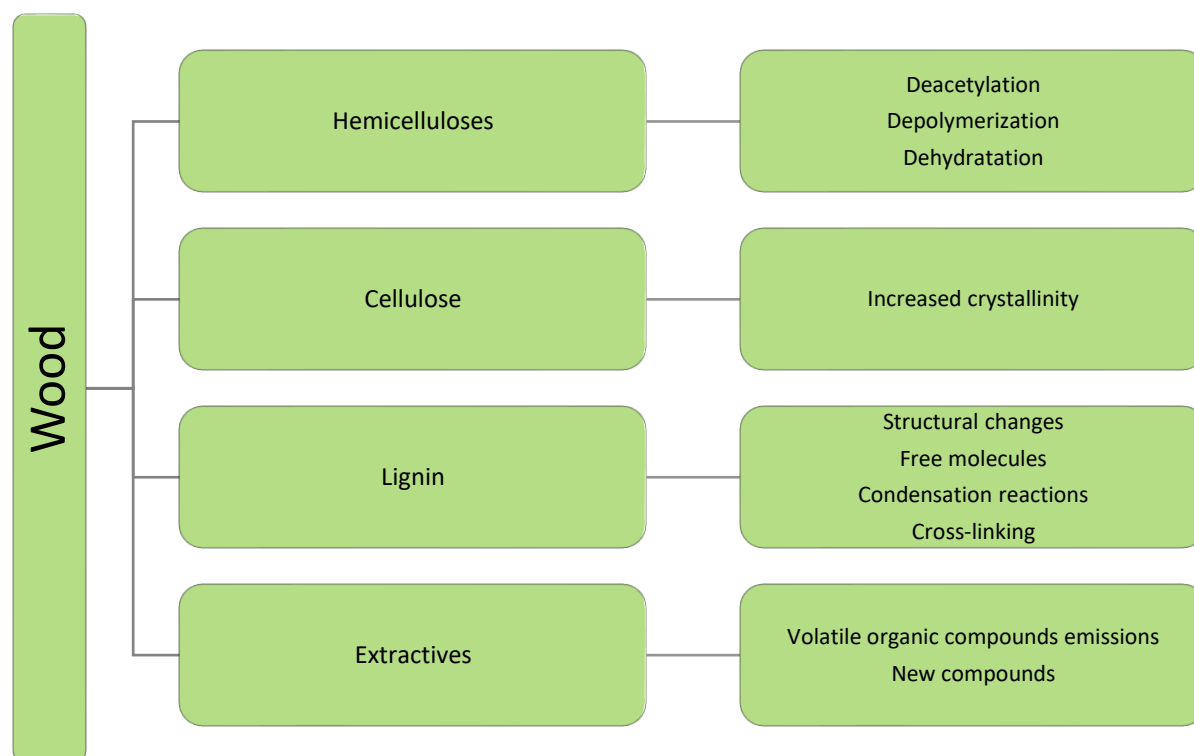 Wood
Hemicelluloses
Deacetylation
Depolymerization
Dehydratation
Cellulose
Increased crystallinity
Lignin
Structural changes
Free molecules
Condensation reactions
Cross-linking
Extractives
Volatile organic compounds emissions
New compounds